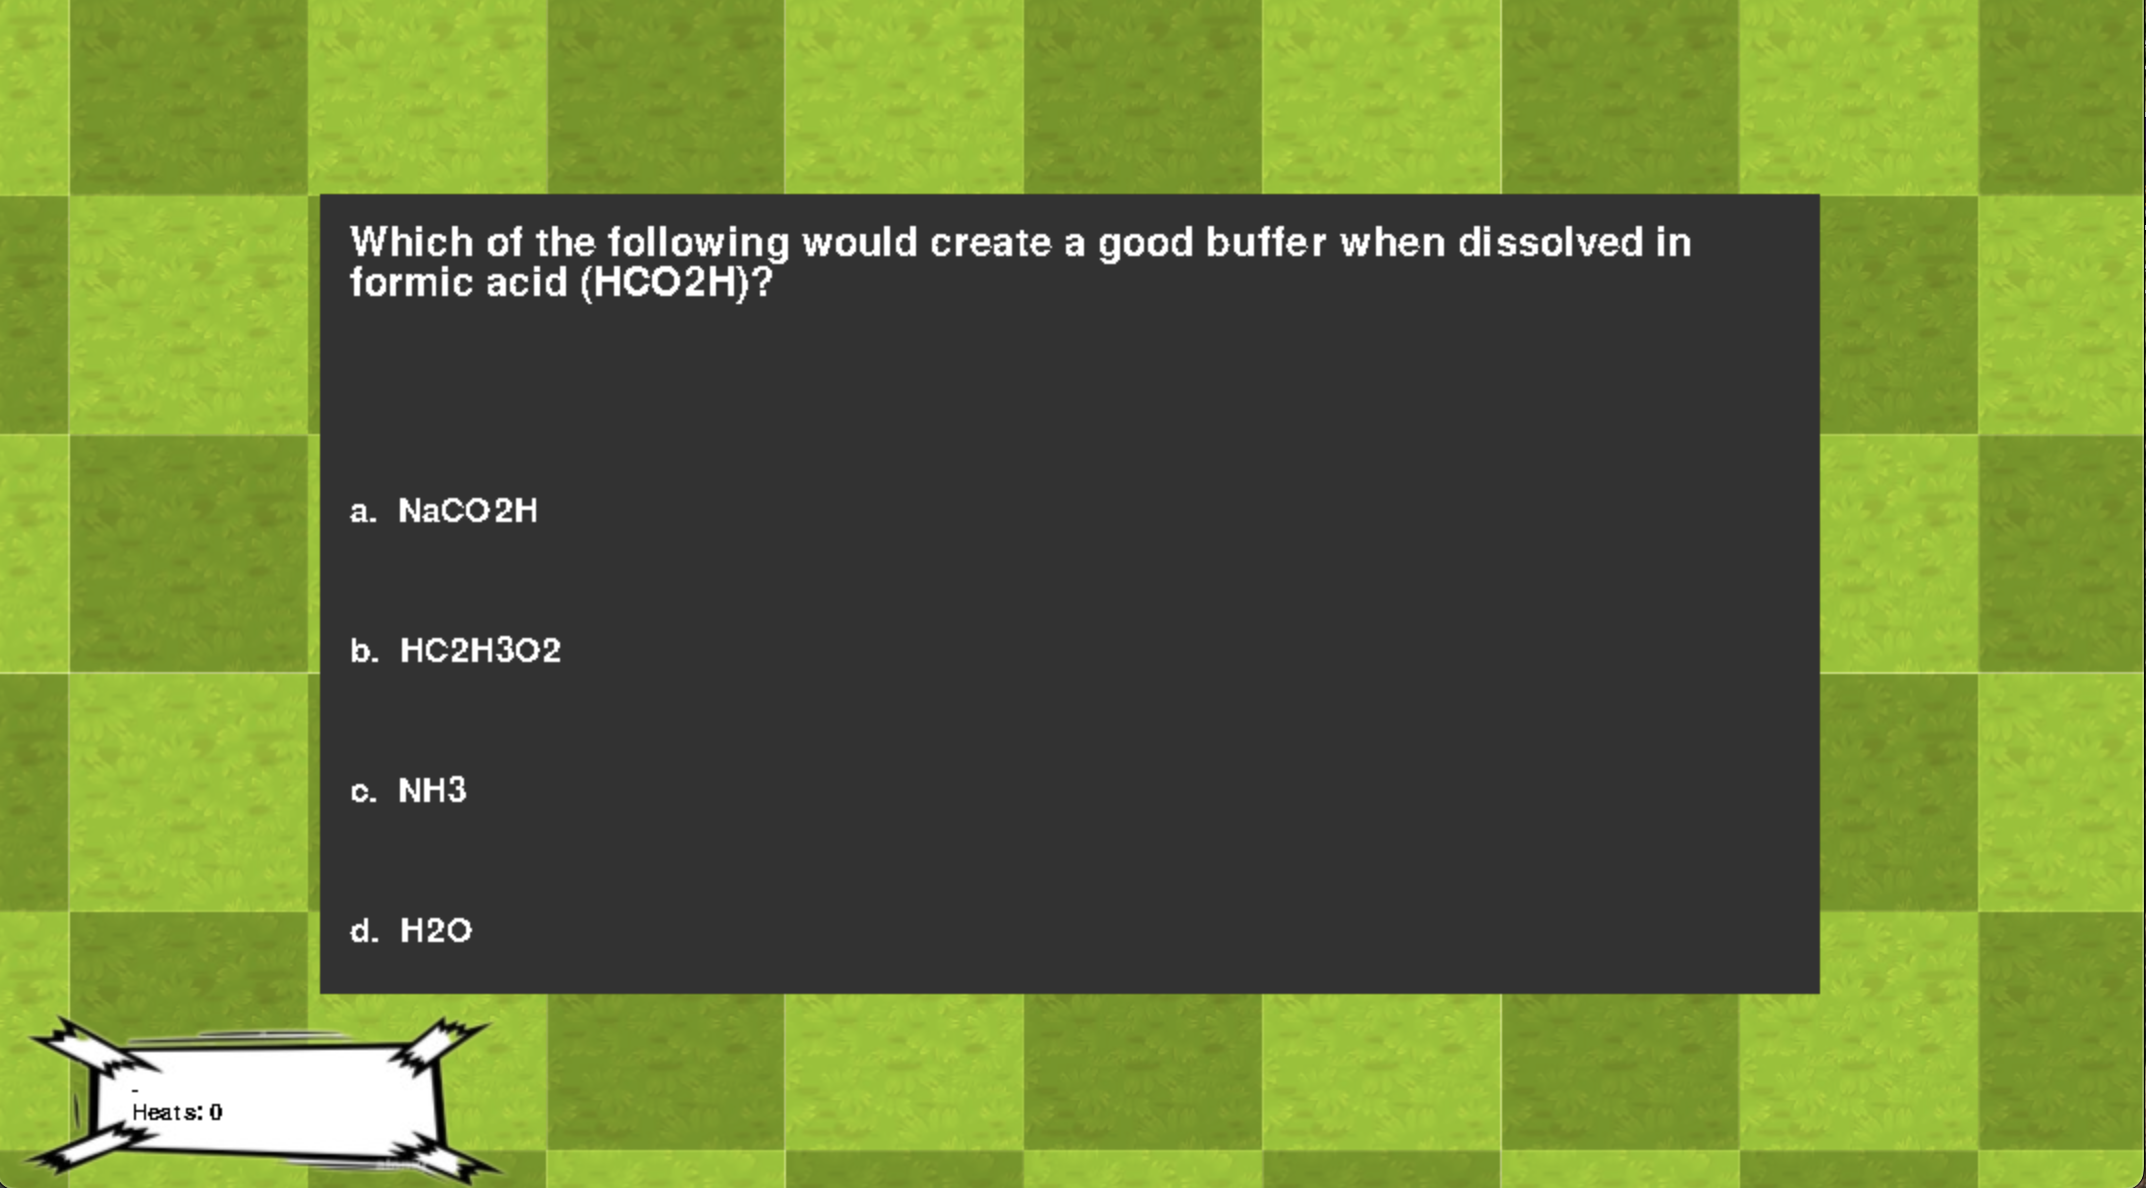 Which of the following would create a good buffer when dissolved in
formic acid (HCO2H)?
a. NaCO2H
b. HC2H3O2
c. NH3
d. H2O
-
Heats: 0